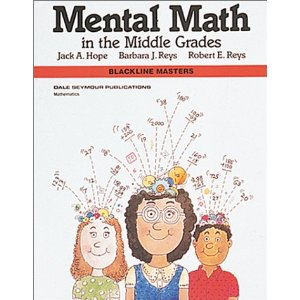 Mental Math
in the Middle Grades
Jack A. Hope Barbara J. Reys Robert E. Reys
BLACKLINE MASTERS
DALE SEYMOUR PUBLICATIONS
Mathematics